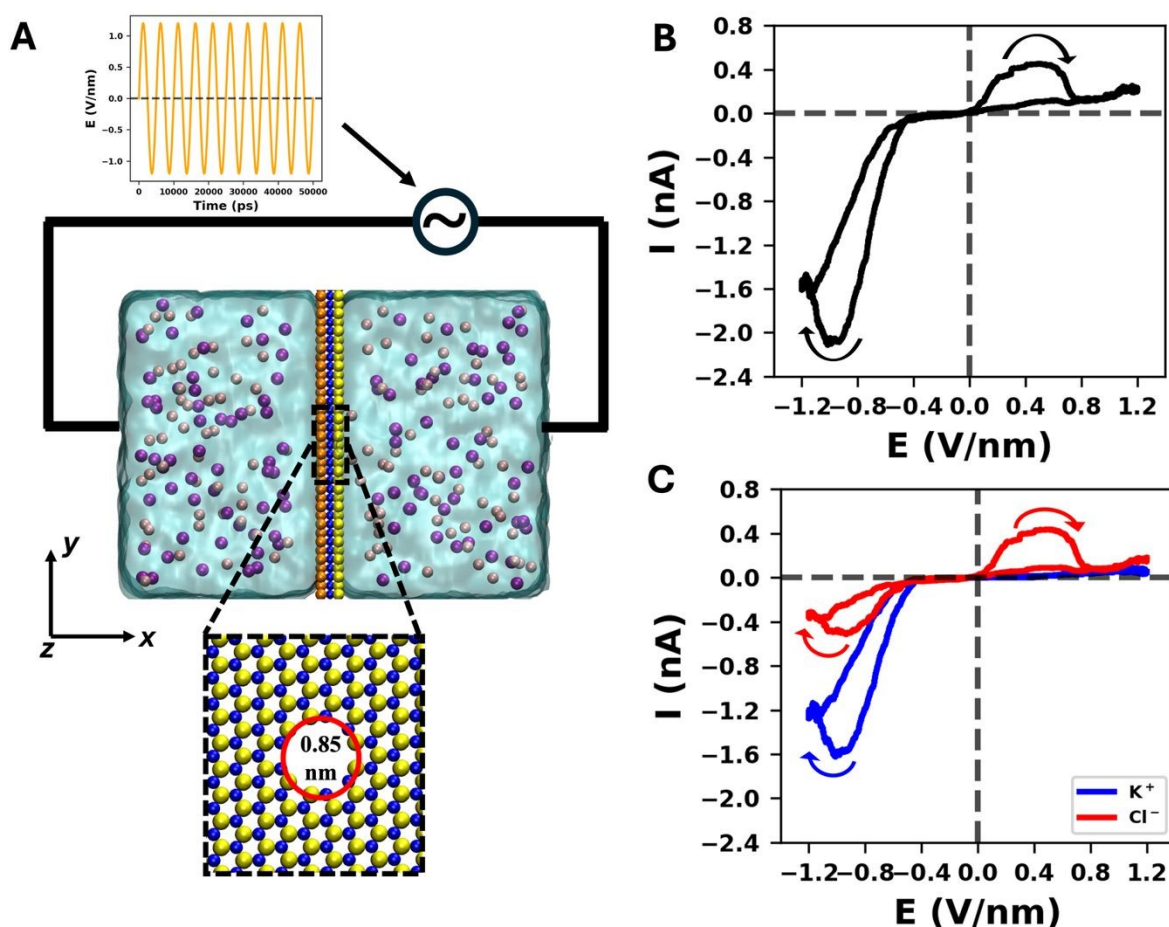 A
E (V/nm)
1.0
0.5
0.0
−0.5
−1.0
0 10000 20000 30000 40000 50000
Time (ps)
~
y
z x
0.85
nm
B
I (nA)
0.8
0.4
0.0
−0.4
−0.8
−1.2
−1.6
−2.0
−2.4
−1.2−0.8−0.4 0.0 0.4 0.8 1.2
E (V/nm)
C
I (nA)
0.8
0.4
0.0
−0.4
−0.8
−1.2
−1.6
−2.0
−2.4
K⁺
Cl⁻
−1.2−0.8−0.4 0.0 0.4 0.8 1.2
E (V/nm)